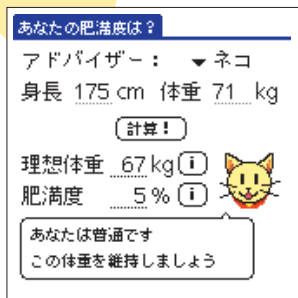 あなたの肥満度は？
アドバイザー： ▼ネコ
身長 175 cm 体重 71 kg
計算！
理想体重 67 kg i
肥満度 5 % i
あなたは普通です
この体重を維持しましょう